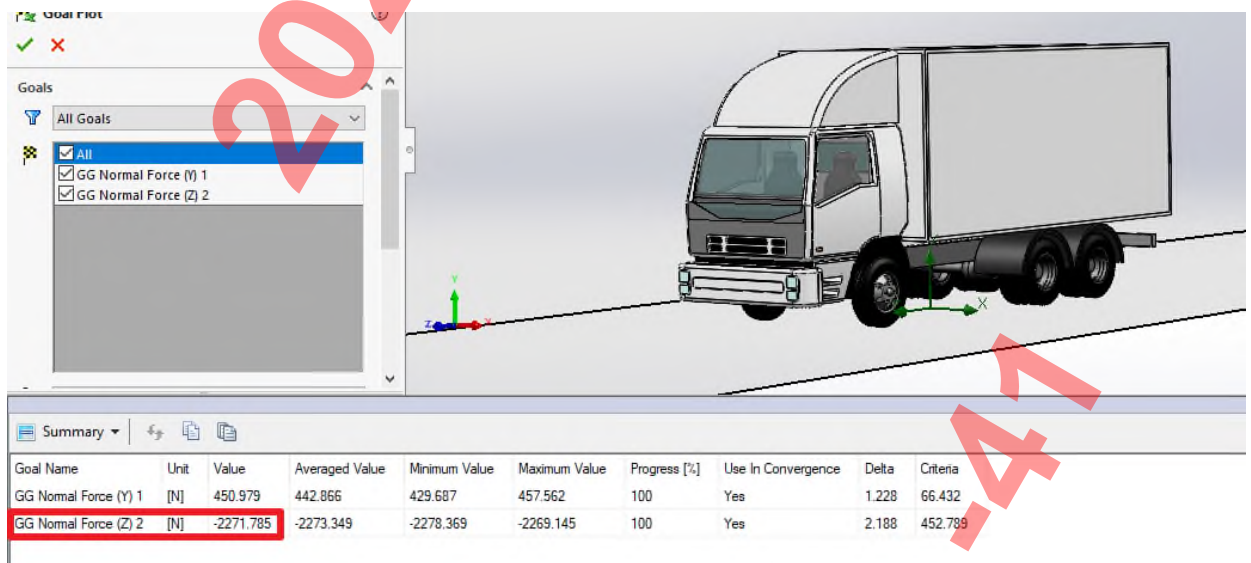 Goal Plot
Goals
All Goals
All
GG Normal Force (Y) 1
GG Normal Force (Z) 2
Y
Z X
X
Summary
Goal Name Unit Value Averaged Value Minimum Value Maximum Value Progress [%] Use In Convergence Delta Criteria
GG Normal Force (Y) 1 [N] 450.979 442.866 429.687 457.562 100 Yes 1.228 66.432
GG Normal Force (Z) 2 [N] -2271.785 -2273.349 -2278.369 -2269.145 100 Yes 2.188 452.789
-41